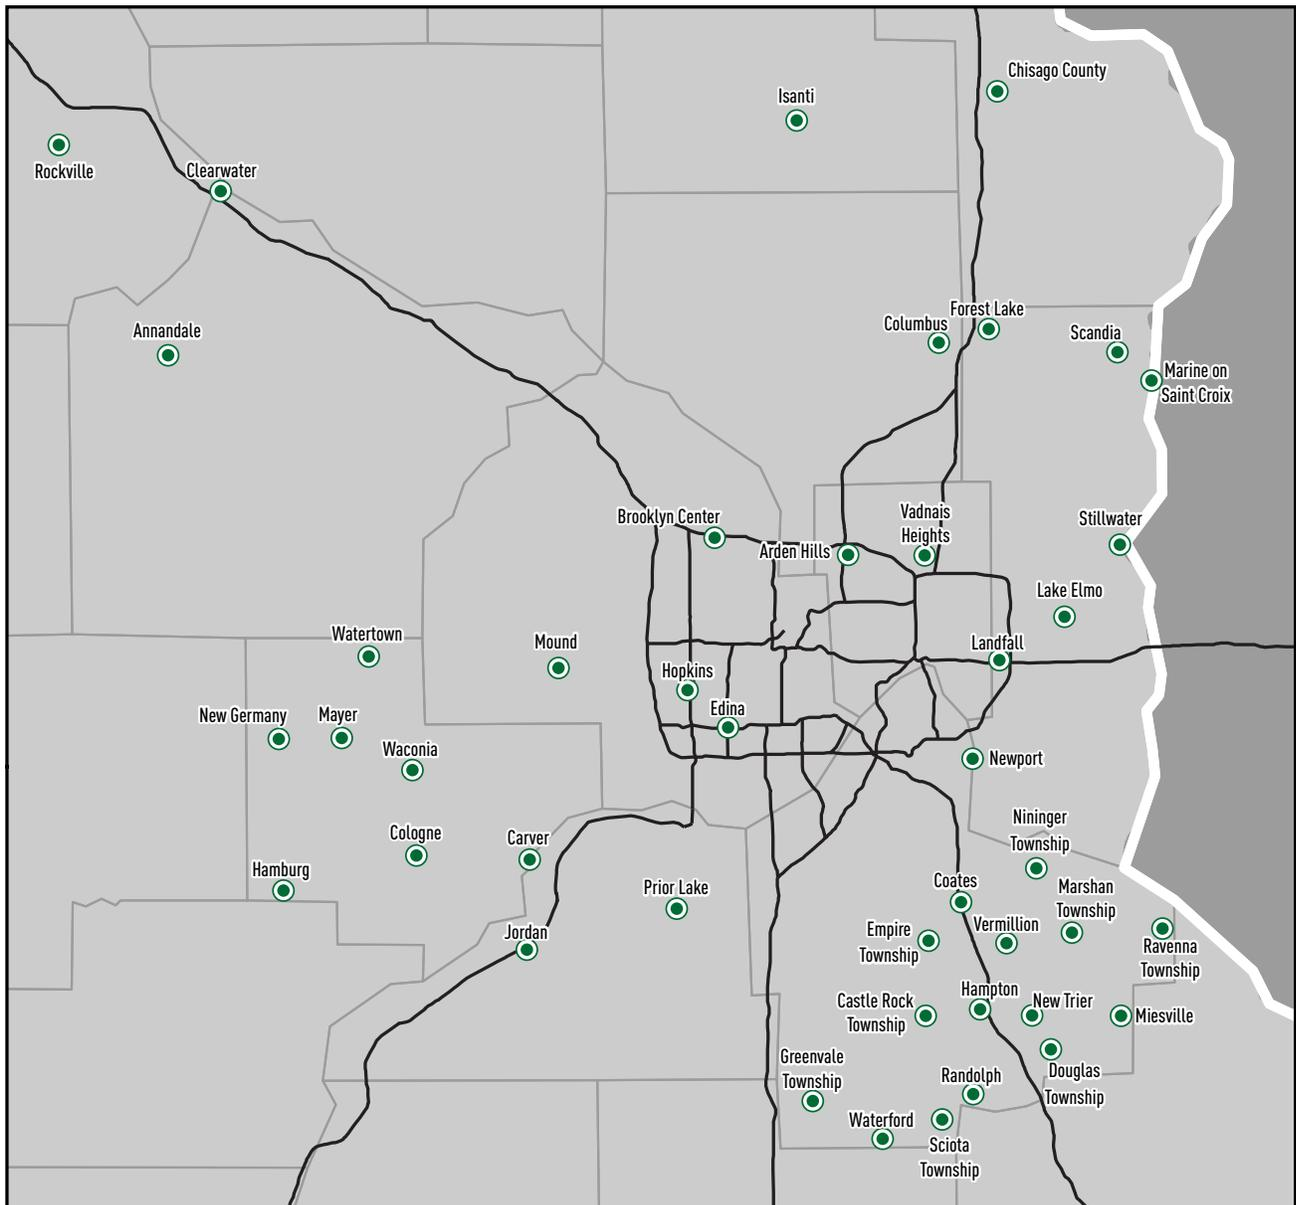 Chisago County
Isanti
Rockville
Clearwater
Forest Lake
Columbus
Annandale
Scandia
Marine on
Saint Croix
Brooklyn Center
Vadnais
Heights
Stillwater
Arden Hills
Lake Elmo
Watertown
Mound
Landfall
Hopkins
Edina
New Germany
Mayer
Waconia
Newport
Nininger
Township
Cologne
Carver
Hamburg
Prior Lake
Coates
Marshan
Township
Jordan
Empire
Township
Vermillion
Ravenna
Township
Castle Rock
Township
Hampton
New Trier
Miesville
Greenvale
Township
Randolph
Douglas
Township
Waterford
Sciota
Township